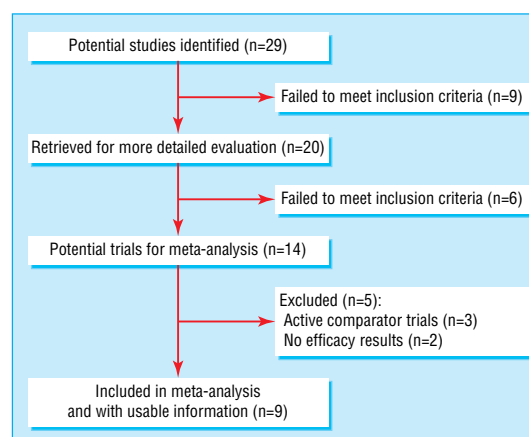 Potential studies identified (n=29)
Failed to meet inclusion criteria (n=9)
Retrieved for more detailed evaluation (n=20)
Failed to meet inclusion criteria (n=6)
Potential trials for meta-analysis (n=14)
Excluded (n=5):
Active comparator trials (n=3)
No efficacy results (n=2)
Included in meta-analysis
and with usable information (n=9)